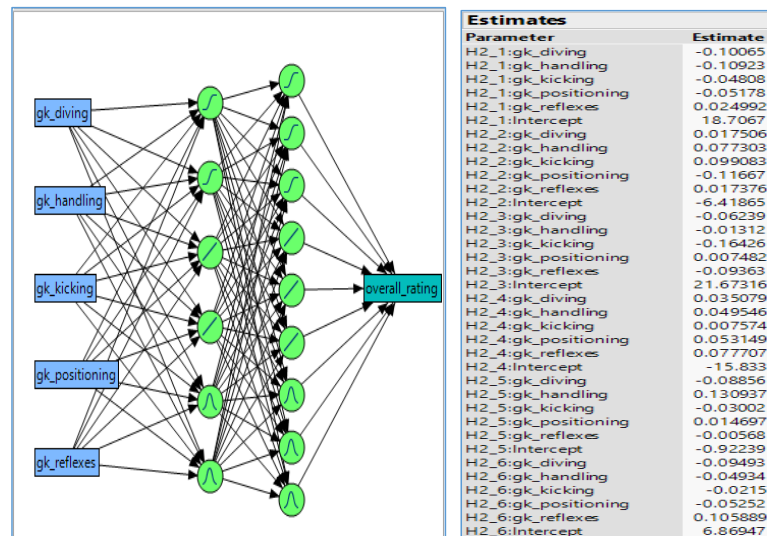 gk_diving
gk_handling
gk_kicking
gk_positioning
gk_reflexes
overall_rating
Estimates
Parameter Estimate
H2_1:gk_diving -0.10065
H2_1:gk_handling -0.10923
H2_1:gk_kicking -0.04808
H2_1:gk_positioning -0.05178
H2_1:gk_reflexes 0.024992
H2_1:Intercept 18.7067
H2_2:gk_diving 0.017506
H2_2:gk_handling 0.077303
H2_2:gk_kicking 0.099083
H2_2:gk_positioning -0.11667
H2_2:gk_reflexes 0.017376
H2_2:Intercept -6.41865
H2_3:gk_diving -0.06239
H2_3:gk_handling -0.01312
H2_3:gk_kicking -0.16426
H2_3:gk_positioning 0.007482
H2_3:gk_reflexes -0.09363
H2_3:Intercept 21.67316
H2_4:gk_diving 0.035079
H2_4:gk_handling 0.049546
H2_4:gk_kicking 0.007574
H2_4:gk_positioning 0.053149
H2_4:gk_reflexes 0.077707
H2_4:Intercept -15.833
H2_5:gk_diving -0.08856
H2_5:gk_handling 0.130937
H2_5:gk_kicking -0.03002
H2_5:gk_positioning 0.014697
H2_5:gk_reflexes -0.00568
H2_5:Intercept -0.92239
H2_6:gk_diving -0.09493
H2_6:gk_handling -0.04934
H2_6:gk_kicking -0.0215
H2_6:gk_positioning -0.05252
H2_6:gk_reflexes 0.105889
H2_6:Intercept 6.86947